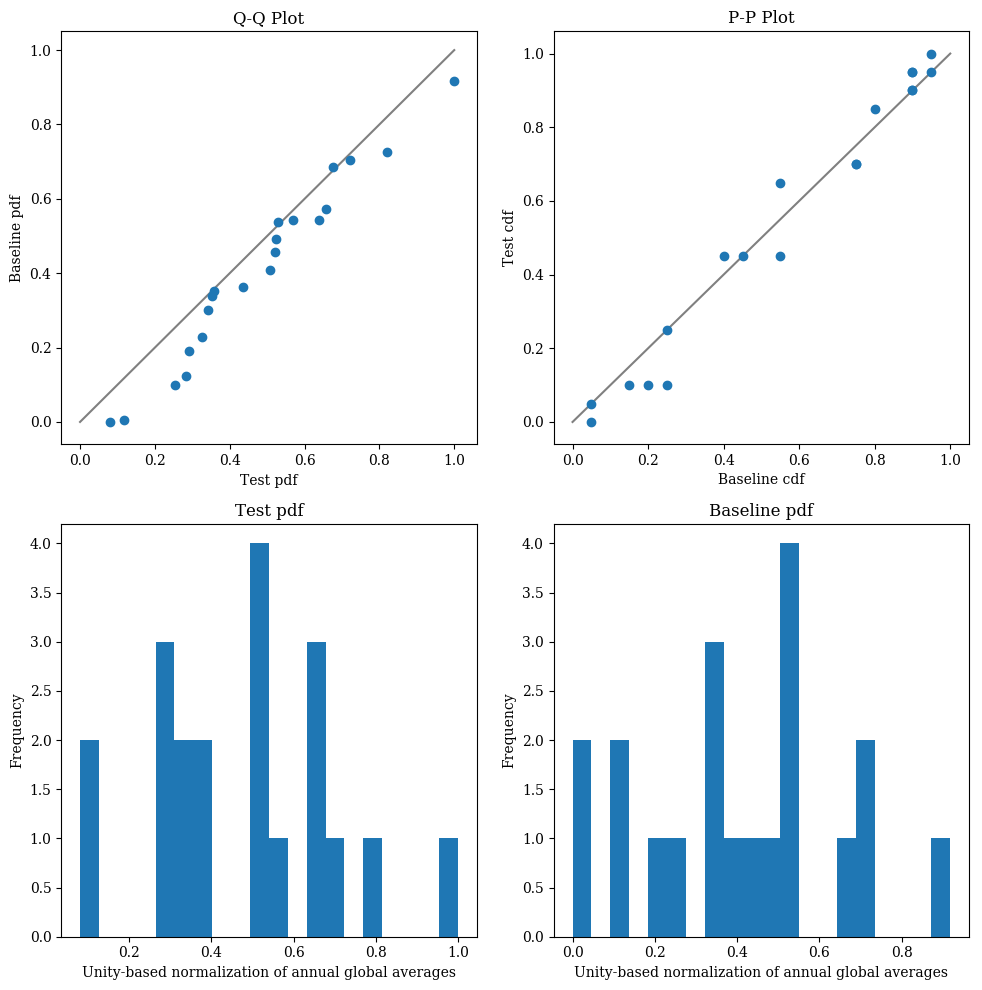 Q-Q Plot
1.0
0.8
0.6
0.4
0.2
0.0
Baseline pdf
0.0 0.2 0.4 0.6 0.8 1.0
Test pdf
P-P Plot
1.0
0.8
0.6
0.4
0.2
0.0
Test cdf
0.0 0.2 0.4 0.6 0.8 1.0
Baseline cdf
Test pdf
4.0
3.5
3.0
2.5
2.0
1.5
1.0
0.5
0.0
Frequency
0.2 0.4 0.6 0.8 1.0
Unity-based normalization of annual global averages
Baseline pdf
4.0
3.5
3.0
2.5
2.0
1.5
1.0
0.5
0.0
Frequency
0.0 0.2 0.4 0.6 0.8
Unity-based normalization of annual global averages